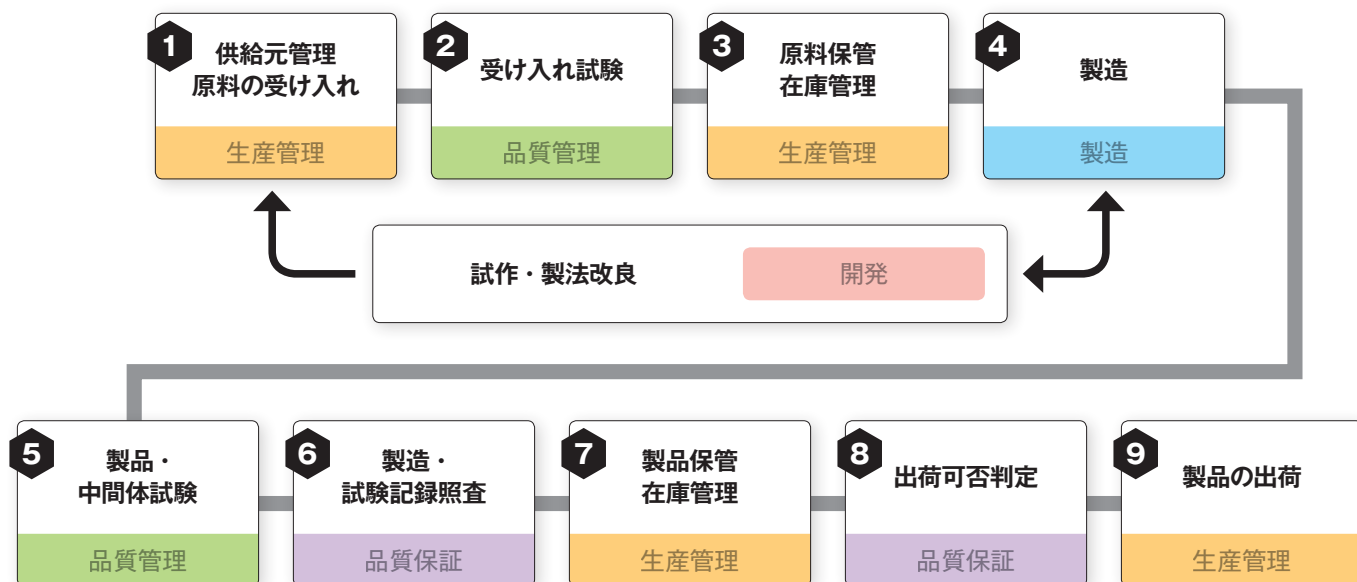 1
供給元管理
原料の受け入れ
生産管理
2
受け入れ試験
品質管理
3
原料保管
在庫管理
生産管理
4
製造
製造
試作・製法改良
開発
5
製品・
中間体試験
品質管理
6
製造・
試験記録照査
品質保証
7
製品保管
在庫管理
生産管理
8
出荷可否判定
品質保証
9
製品の出荷
生産管理